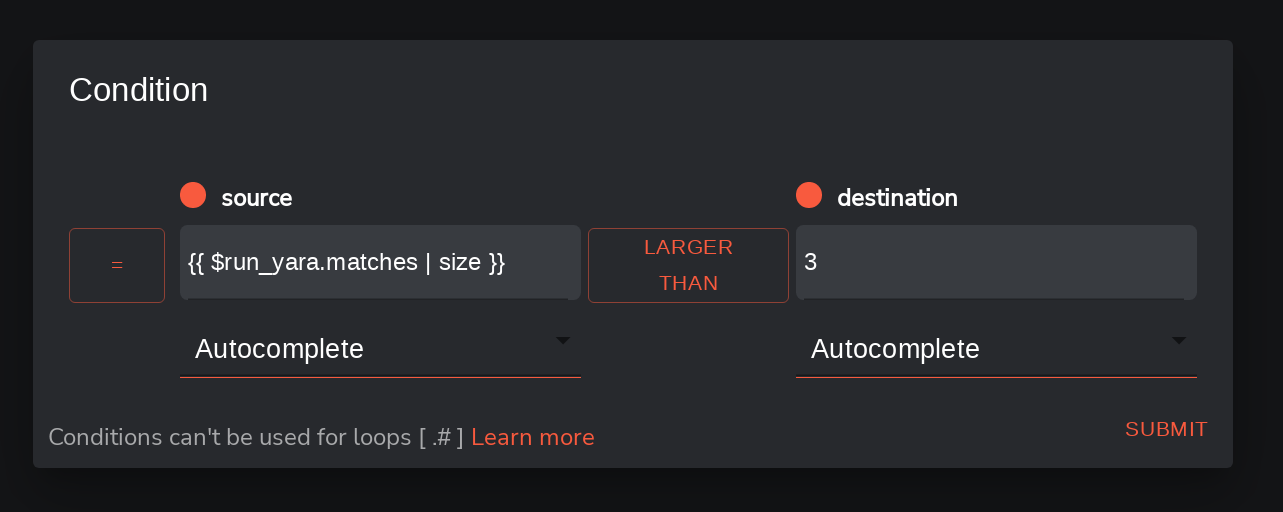 Condition
source
destination
=
{{ $run_yara.matches | size }}
LARGER
THAN
3
Autocomplete
Autocomplete
Conditions can't be used for loops [ .# ] Learn more
SUBMIT